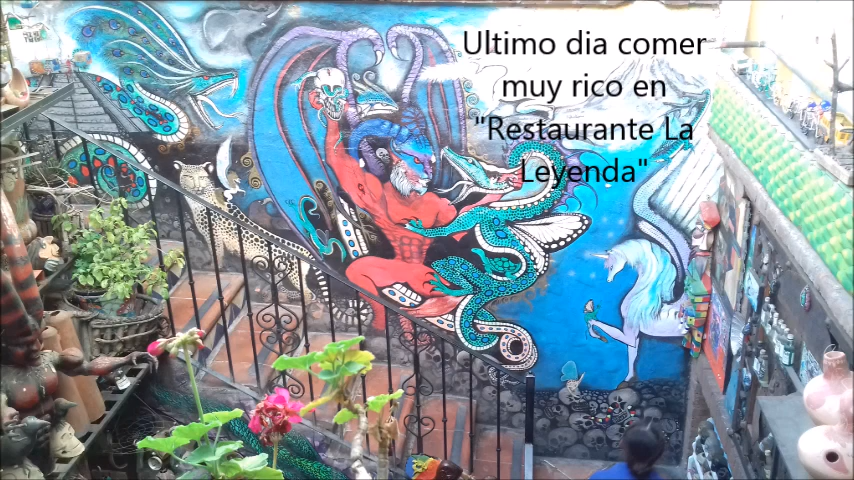 Ultimo dia comer
muy rico en
"Restaurante La
Leyenda"